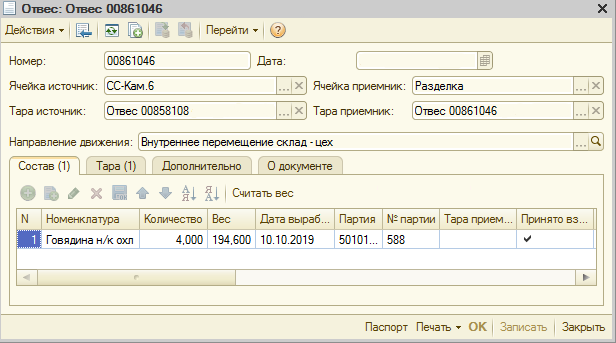 Отвес: Отвес 00861046
Действия Перейти
Номер: 00861046 Дата:
Ячейка источник: СС-Кам.6 Ячейка приемник: Разделка
Тара источник: Отвес 00858108 Тара приемник: Отвес 00861046
Направление движения: Внутреннее перемещение склад - цех
Состав (1) Тара (1) Дополнительно О документе
Считать вес
N Номенклатура Количество Вес Дата выраб... Партия № партии Тара прием... Принято вз...
1 Говядина н/к охл 4,000 194,600 10.10.2019 50101... 588
Паспорт Печать OK Записать Закрыть